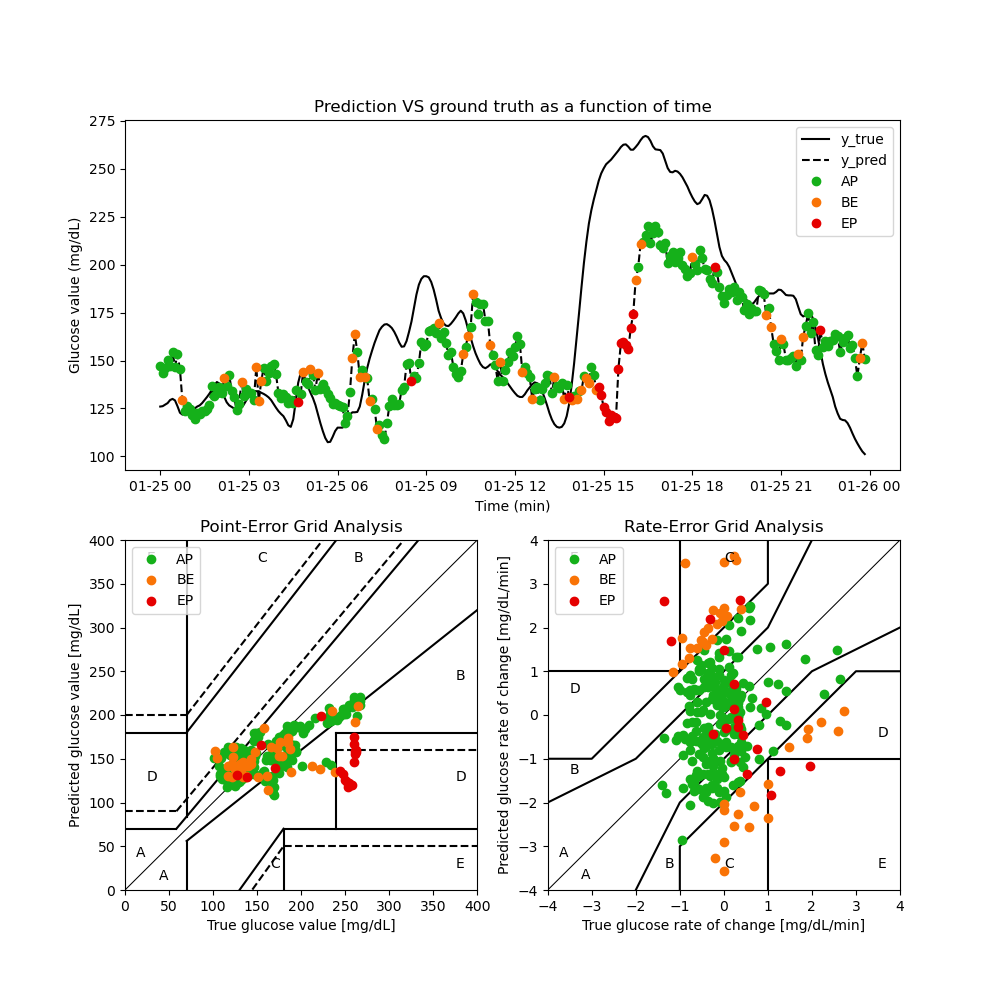 Prediction VS ground truth as a function of time
275
250
225
200
175
150
125
100
Glucose value (mg/dL)
y_true
y_pred
AP
BE
EP
01-25 00 01-25 03 01-25 06 01-25 09 01-25 12 01-25 15 01-25 18 01-25 21 01-26 00
Time (min)
Point-Error Grid Analysis
400
350
300
250
200
150
100
50
0
Predicted glucose value [mg/dL]
AP
BE
EP
C
B
B
D
D
A
A
C
E
0 50 100 150 200 250 300 350 400
True glucose value [mg/dL]
Rate-Error Grid Analysis
4
3
2
1
0
−1
−2
−3
−4
Predicted glucose rate of change [mg/dL/min]
AP
BE
EP
C
D
D
B
A
A
B
C
E
−4 −3 −2 −1 0 1 2 3 4
True glucose rate of change [mg/dL/min]